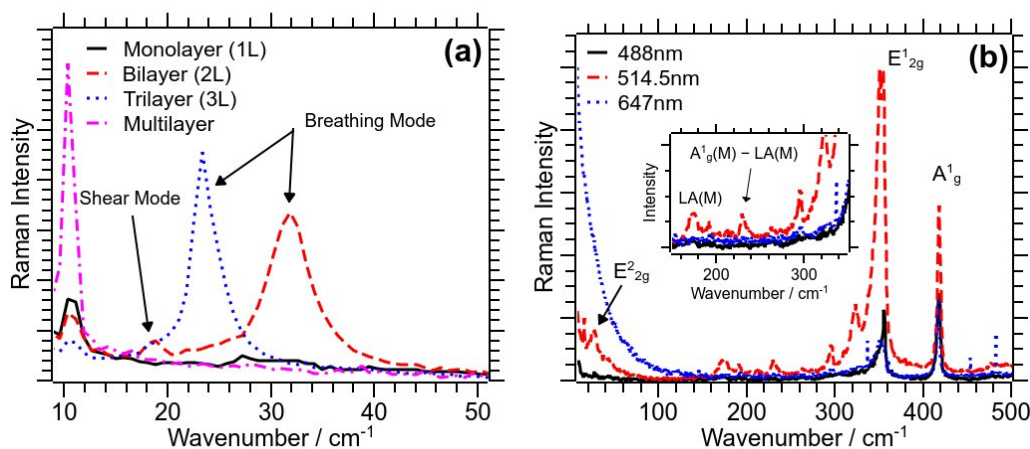 (a)
Monolayer (1L)
Bilayer (2L)
Trilayer (3L)
Multilayer
Breathing Mode
Shear Mode
Raman Intensity
10 20 30 40 50
Wavenumber / cm⁻¹
(b)
488nm
514.5nm
647nm
E¹₂g
A¹g
E²₂g
A¹g(M) − LA(M)
LA(M)
Intensity
200 300
Wavenumber / cm⁻¹
Raman Intensity
100 200 300 400 500
Wavenumber / cm⁻¹